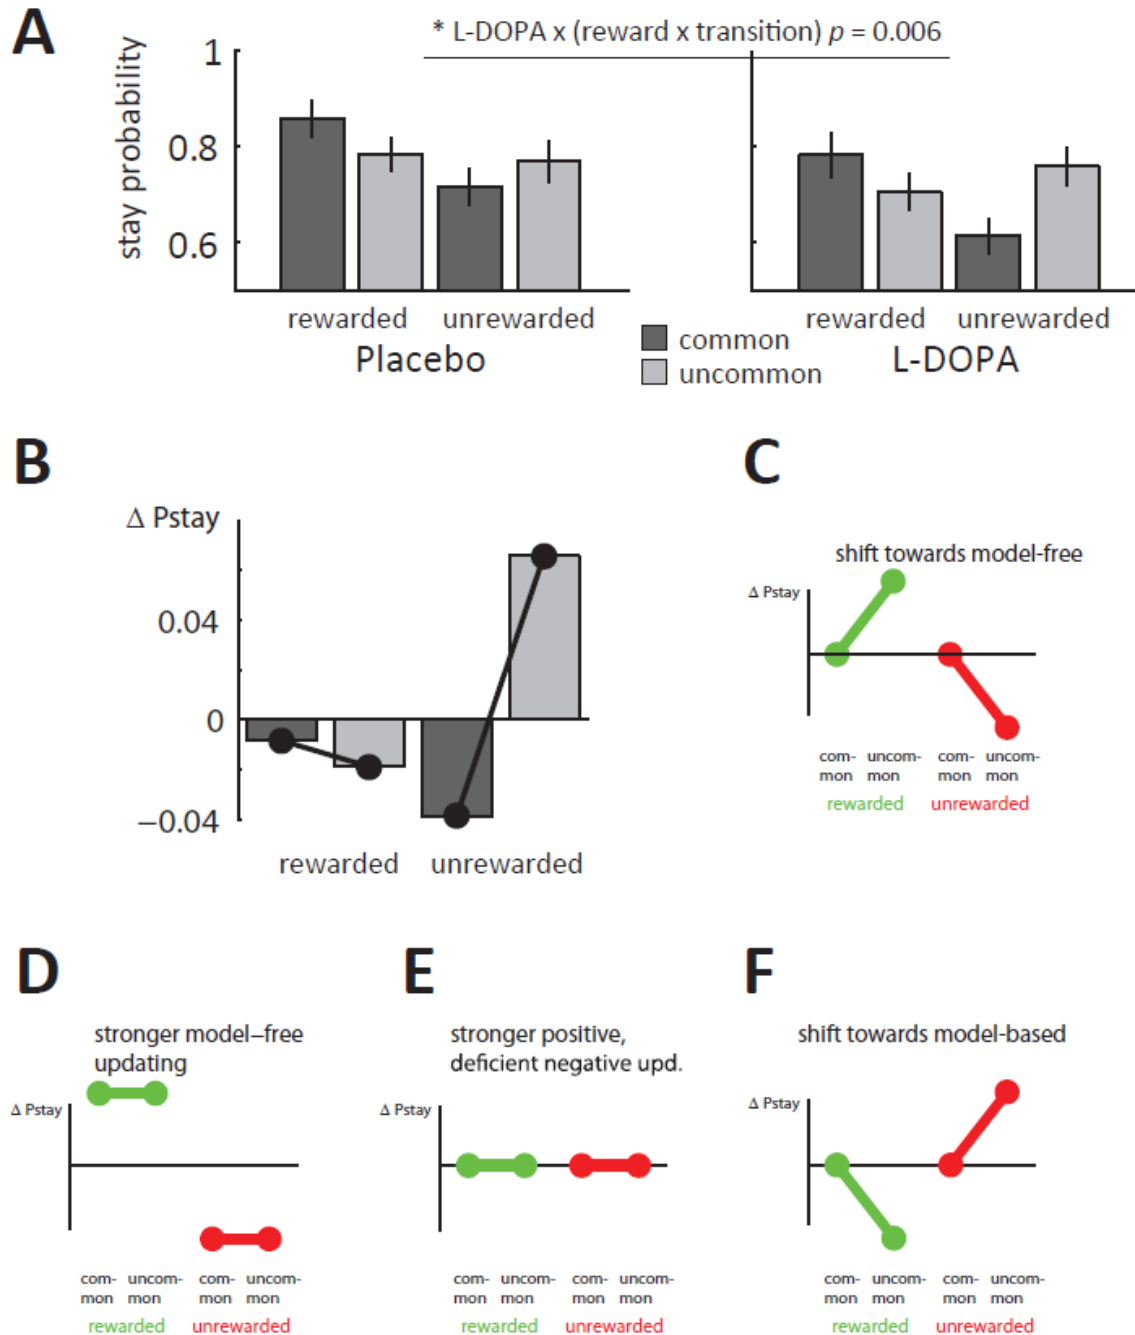 A
* L-DOPA x (reward x transition) p = 0.006
stay probability
1
0.8
0.6
rewarded unrewarded
Placebo
common
uncommon
rewarded unrewarded
L-DOPA
B
Δ Pstay
0.04
0
−0.04
rewarded unrewarded
C
shift towards model-free
Δ Pstay
com- uncom- com- uncom-
mon mon mon mon
rewarded unrewarded
D
stronger model–free
updating
Δ Pstay
com- uncom- com- uncom-
mon mon mon mon
rewarded unrewarded
E
stronger positive,
deficient negative upd.
Δ Pstay
com- uncom- com- uncom-
mon mon mon mon
rewarded unrewarded
F
shift towards model-based
Δ Pstay
com- uncom- com- uncom-
mon mon mon mon
rewarded unrewarded